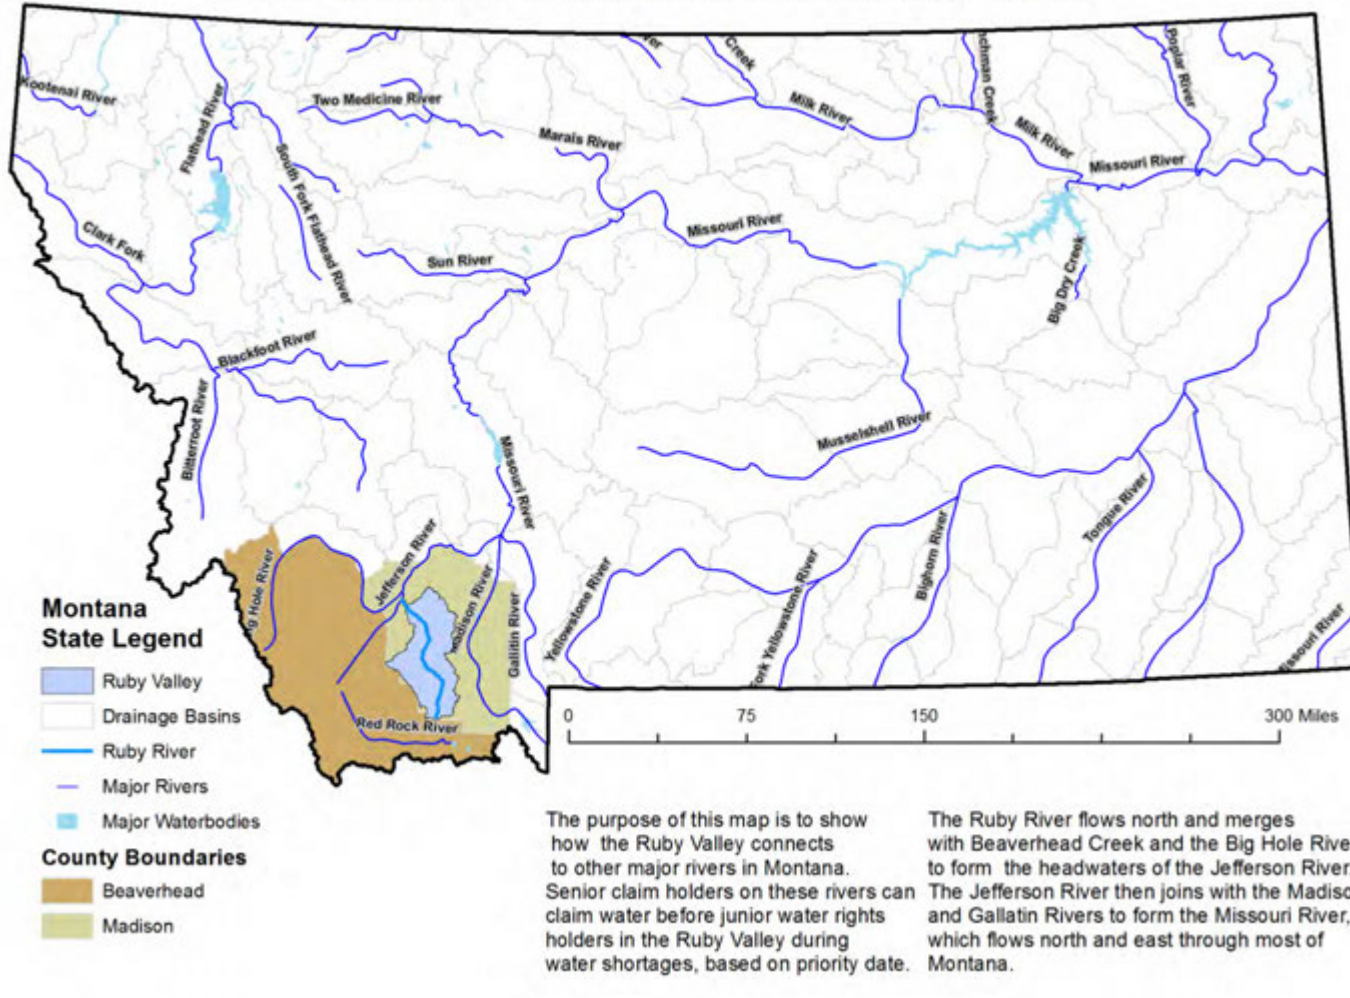 Kootenai River
Flathead River
Two Medicine River
Creek
Milk River
Poplar River
Marais River
Milk River
Missouri River
South Fork Flathead River
Clark Fork
Missouri River
Sun River
Big Dry Creek
Blackfoot River
Bitterroot River
Musselshell River
Missouri River
Tongue River
Bighorn River
Jefferson River
Hole River
Madison River
Gallitin River
Yellowstone River
Yellowstone River
River
Red Rock River
Montana
State Legend
Ruby Valley
Drainage Basins
Ruby River
Major Rivers
Major Waterbodies
County Boundaries
Beaverhead
Madison
0 75 150 300 Miles
The purpose of this map is to show
how the Ruby Valley connects
to other major rivers in Montana.
Senior claim holders on these rivers can
claim water before junior water rights
holders in the Ruby Valley during
water shortages, based on priority date.
The Ruby River flows north and merges
with Beaverhead Creek and the Big Hole Rive
to form the headwaters of the Jefferson River
The Jefferson River then joins with the Madisc
and Gallatin Rivers to form the Missouri River,
which flows north and east through most of
Montana.